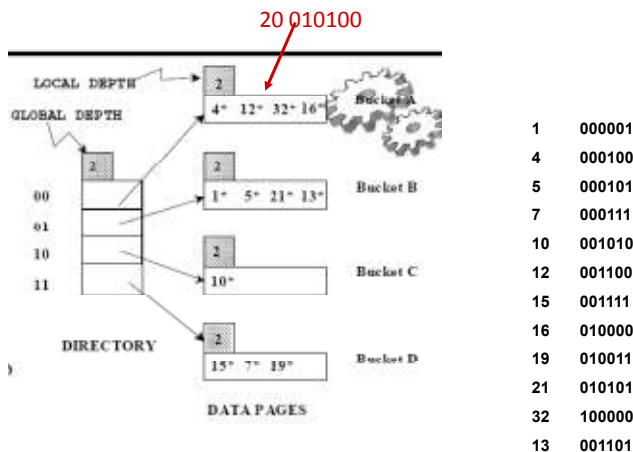 20 010100
LOCAL DEPTH
2
4* 12* 32* 16*
Bucket A
GLOBAL DEPTH
2
00
01
10
11
2
1* 5* 21* 13*
Bucket B
2
10*
Bucket C
2
15* 7* 19*
Bucket D
DIRECTORY
DATA PAGES
1 000001
4 000100
5 000101
7 000111
10 001010
12 001100
15 001111
16 010000
19 010011
21 010101
32 100000
13 001101